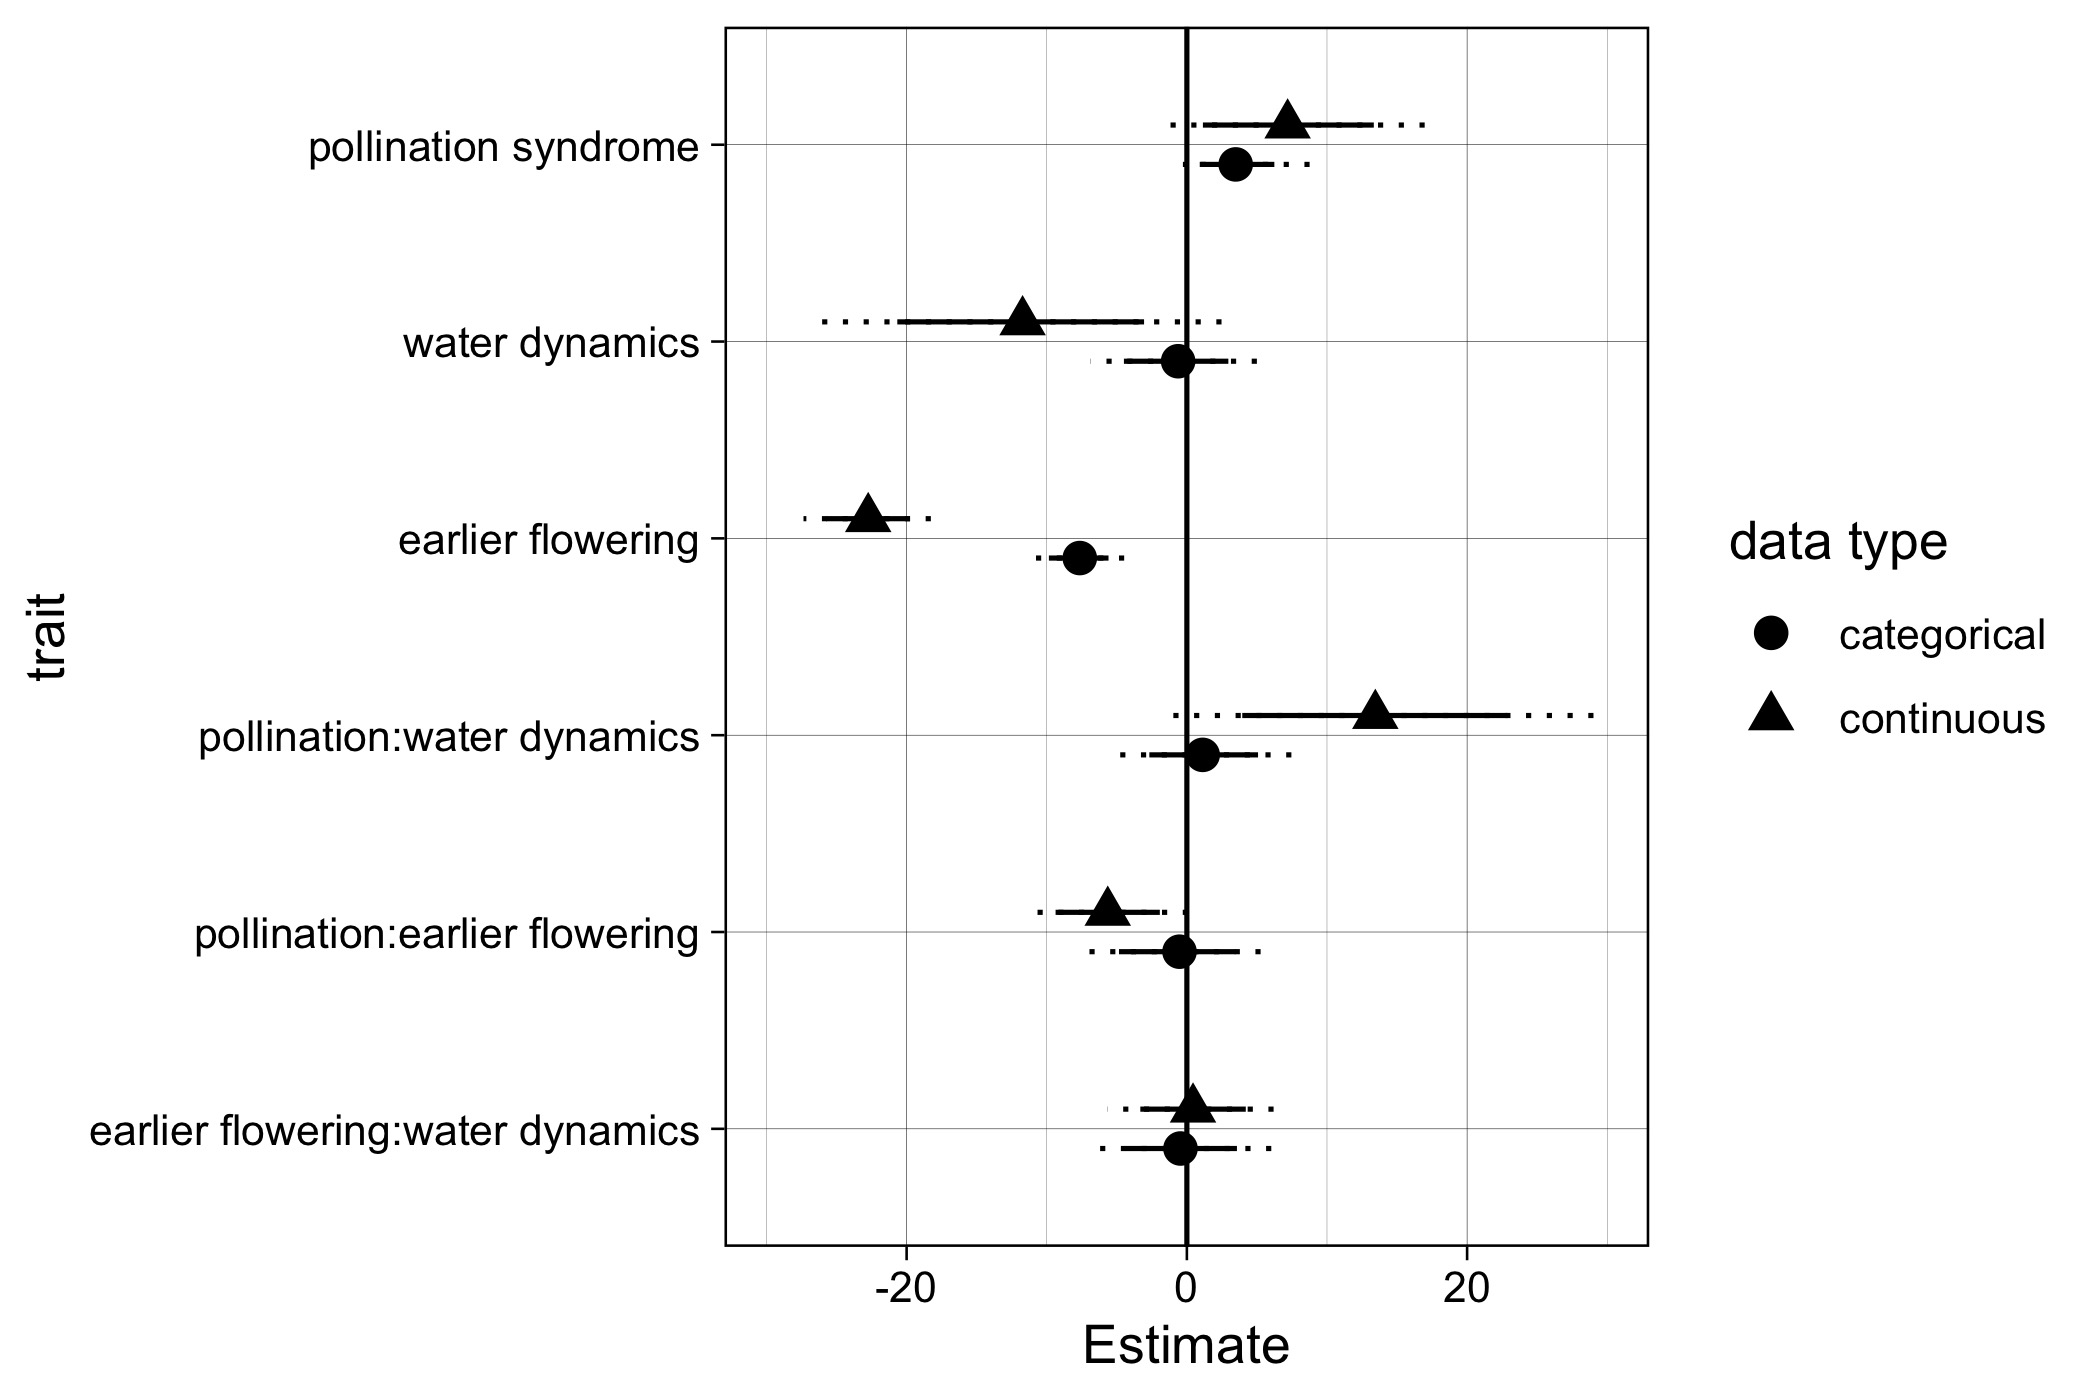 pollination syndrome
water dynamics
earlier flowering
pollination:water dynamics
pollination:earlier flowering
earlier flowering:water dynamics
trait
-20 0 20
Estimate
data type
categorical
continuous